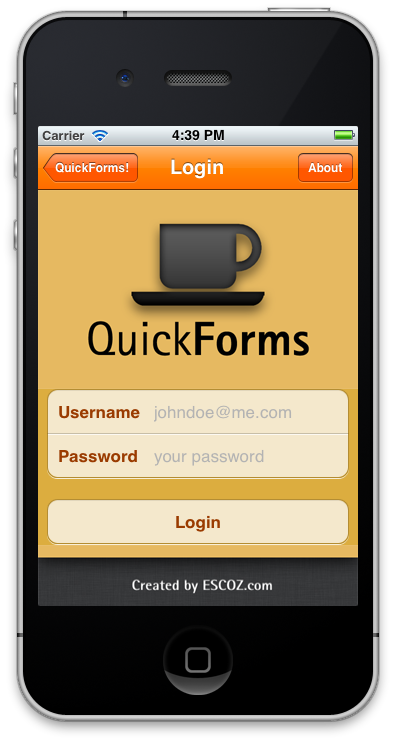 Carrier 4:39 PM
QuickForms! Login About
QuickForms
Username johndoe@me.com
Password your password
Login
Created by ESCOZ.com